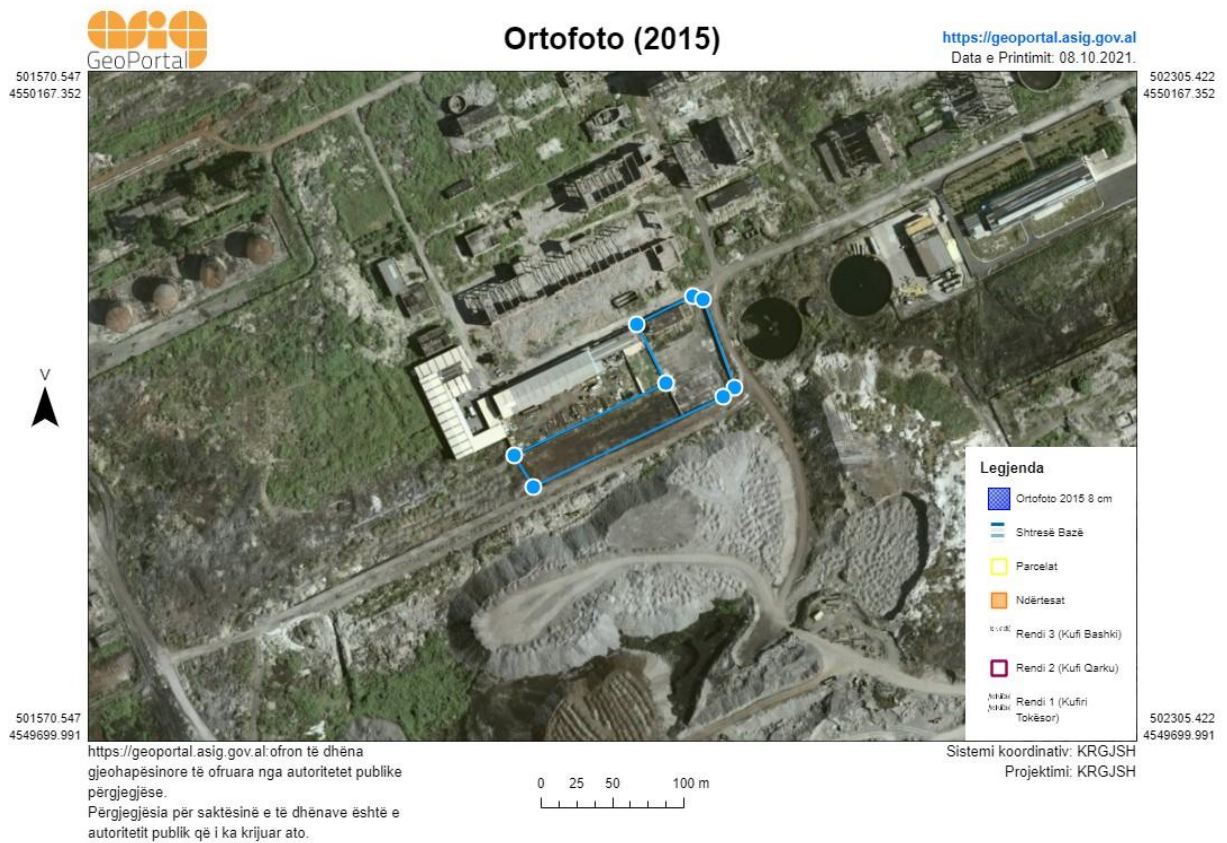 asig
GeoPortal
Ortofoto (2015)
https://geoportal.asig.gov.al
Data e Printimit: 08.10.2021.
501570.547
4550167.352
502305.422
4550167.352
V
Legjenda
Ortofoto 2015 8 cm
Shtresë Bazë
Parcelat
Ndërtesat
Rendi 3 (Kufi Bashki)
Rendi 2 (Kufi Qarku)
Rendi 1 (Kufiri
Tokësor)
501570.547
4549699.991
502305.422
4549699.991
https://geoportal.asig.gov.al:ofron të dhëna
gjeohapësinore të ofruara nga autoritetet publike
përgjegjëse.
Përgjegjësia për saktësinë e të dhënave është e
autoritetit publik që i ka krijuar ato.
0 25 50 100 m
Sistemi koordinativ: KRGJSH
Projektimi: KRGJSH